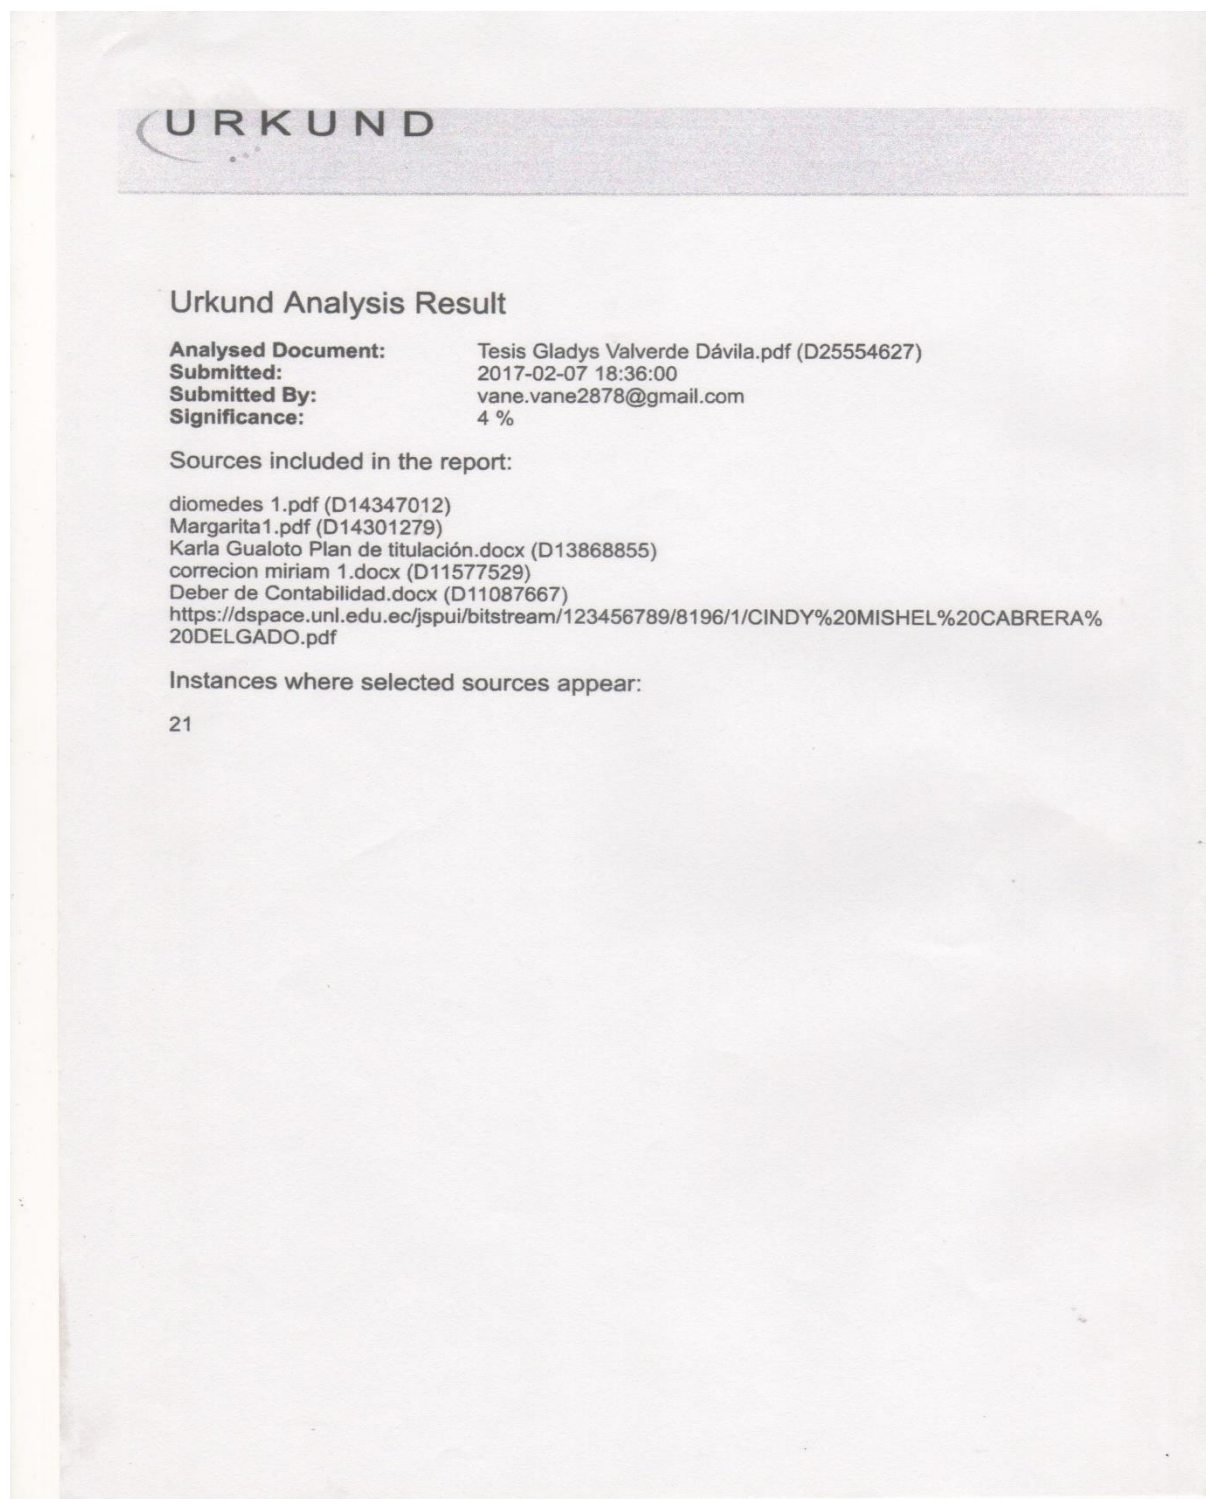 URKUND
Urkund Analysis Result
Analysed Document: Tesis Gladys Valverde Dávila.pdf (D25554627)
Submitted: 2017-02-07 18:36:00
Submitted By: vane.vane2878@gmail.com
Significance: 4 %
Sources included in the report:
diomedes 1.pdf (D14347012)
Margarita1.pdf (D14301279)
Karla Gualoto Plan de titulación.docx (D13868855)
correcion miriam 1.docx (D11577529)
Deber de Contabilidad.docx (D11087667)
https://dspace.unl.edu.ec/jspui/bitstream/123456789/8196/1/CINDY%20MISHEL%20CABRERA%
20DELGADO.pdf
Instances where selected sources appear:
21